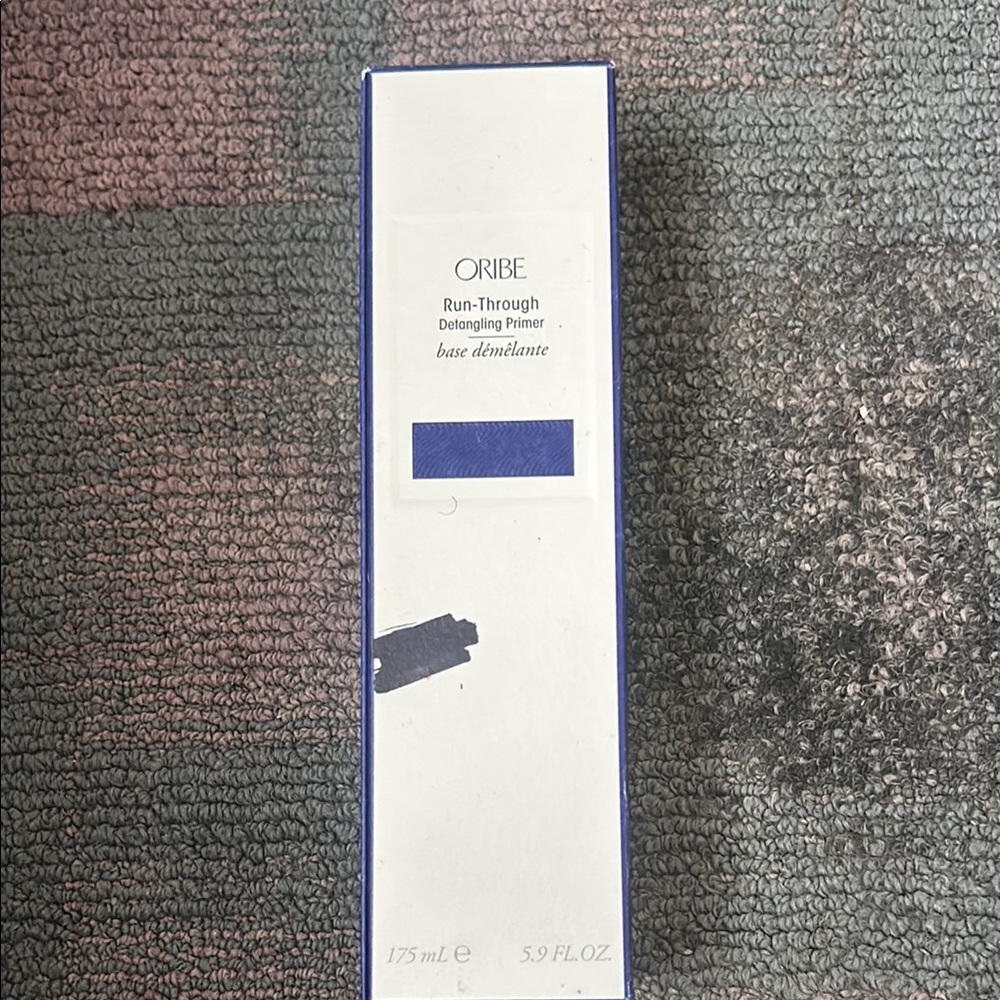 ORIBE
Run-Through
Detangling Primer
base démêlante
175 mL ℮ 5.9 FL.OZ.